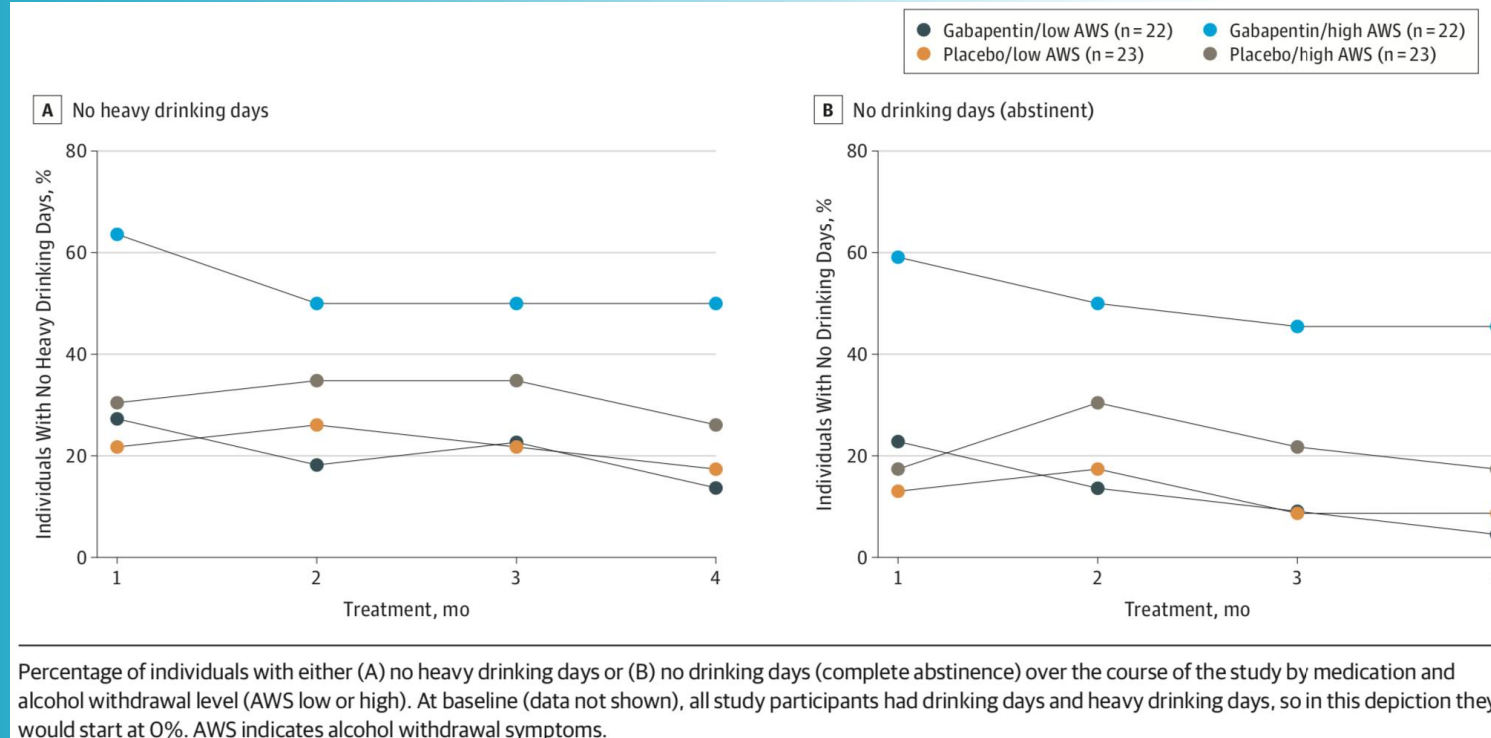 Gabapentin/low AWS (n=22) Gabapentin/high AWS (n=22)
Placebo/low AWS (n=23) Placebo/high AWS (n=23)
A No heavy drinking days
80
60
40
20
0
Individuals With No Heavy Drinking Days, %
1 2 3 4
Treatment, mo
B No drinking days (abstinent)
80
60
40
20
0
Individuals With No Drinking Days, %
1 2 3
Treatment, mo
Percentage of individuals with either (A) no heavy drinking days or (B) no drinking days (complete abstinence) over the course of the study by medication and
alcohol withdrawal level (AWS low or high). At baseline (data not shown), all study participants had drinking days and heavy drinking days, so in this depiction they
would start at 0%. AWS indicates alcohol withdrawal symptoms.